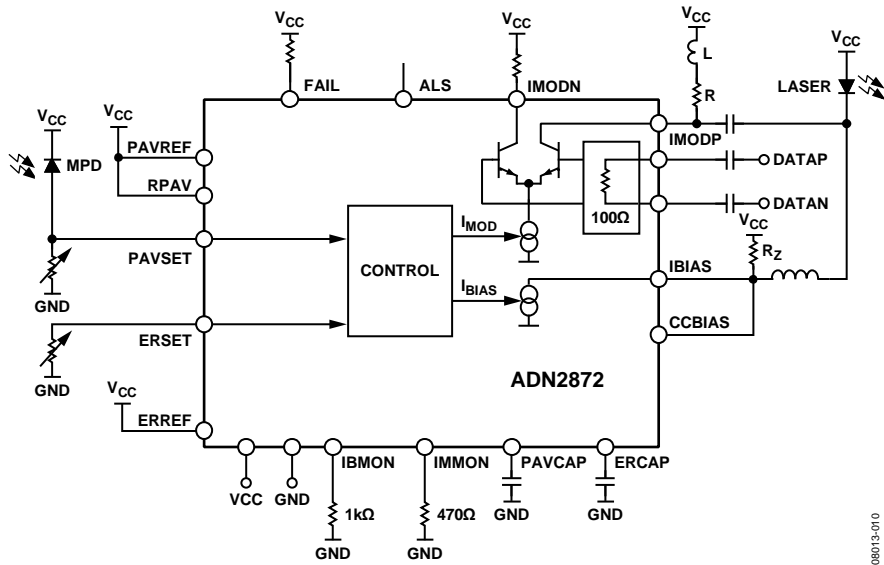 VCC
VCC
VCC
VCC
L
R
FAIL
ALS
IMODN
LASER
VCC
VCC
PAVREF
MPD
RPAV
IMODP
DATAP
DATAN
100Ω
VCC
RZ
IMOD
PAVSET
CONTROL
GND
IBIAS
IBIAS
ERSET
CCBIAS
GND
ADN2872
VCC
ERREF
IBMON
IMMON
PAVCAP
ERCAP
VCC
GND
1kΩ
470Ω
GND
GND
GND
GND
08013-010